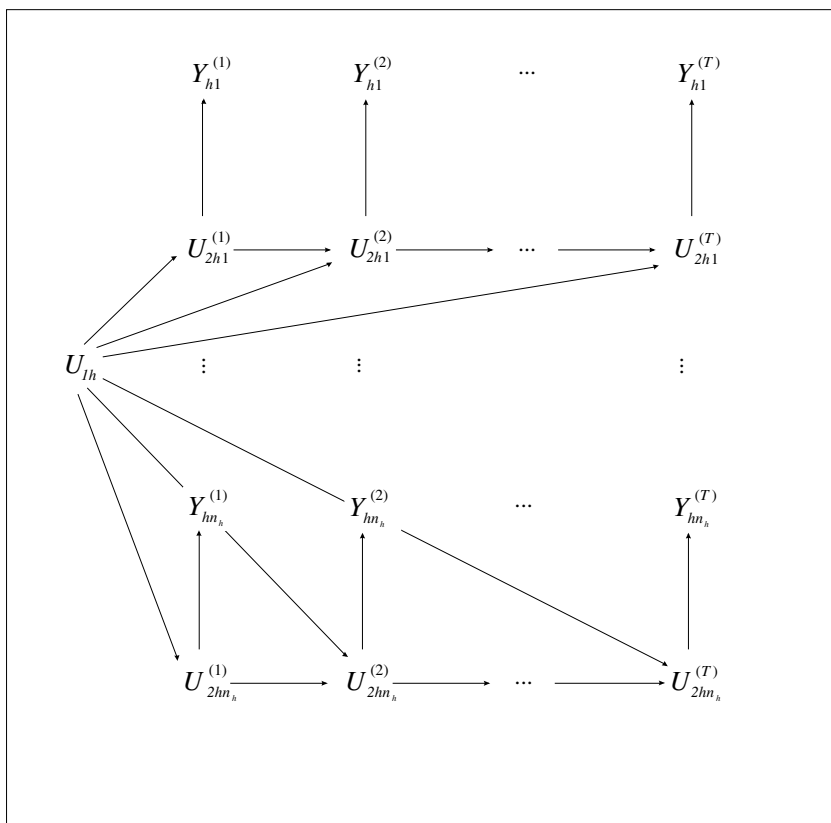 Y_{h1}^{(1)} Y_{h1}^{(2)} ... Y_{h1}^{(T)}
U_{2h1}^{(1)} U_{2h1}^{(2)} ... U_{2h1}^{(T)}
U_{1h} ⋮ ⋮ ⋮
Y_{hn_h}^{(1)} Y_{hn_h}^{(2)} ... Y_{hn_h}^{(T)}
U_{2hn_h}^{(1)} U_{2hn_h}^{(2)} ... U_{2hn_h}^{(T)}